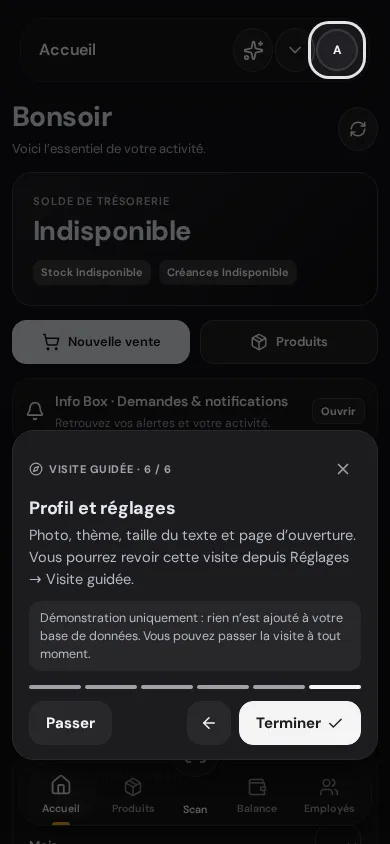 Accueil
A
Bonsoir
Voici l’essentiel de votre activité.
SOLDE DE TRÉSORERIE
Indisponible
Stock Indisponible
Créances Indisponible
Nouvelle vente
Produits
Info Box · Demandes & notifications
Retrouvez vos alertes et votre activité.
Ouvrir
VISITE GUIDÉE · 6 / 6
Profil et réglages
Photo, thème, taille du texte et page d’ouverture.
Vous pourrez revoir cette visite depuis Réglages
→ Visite guidée.
Démonstration uniquement : rien n’est ajouté à votre
base de données. Vous pouvez passer la visite à tout
moment.
Passer
Terminer
Accueil
Produits
Scan
Balance
Employés